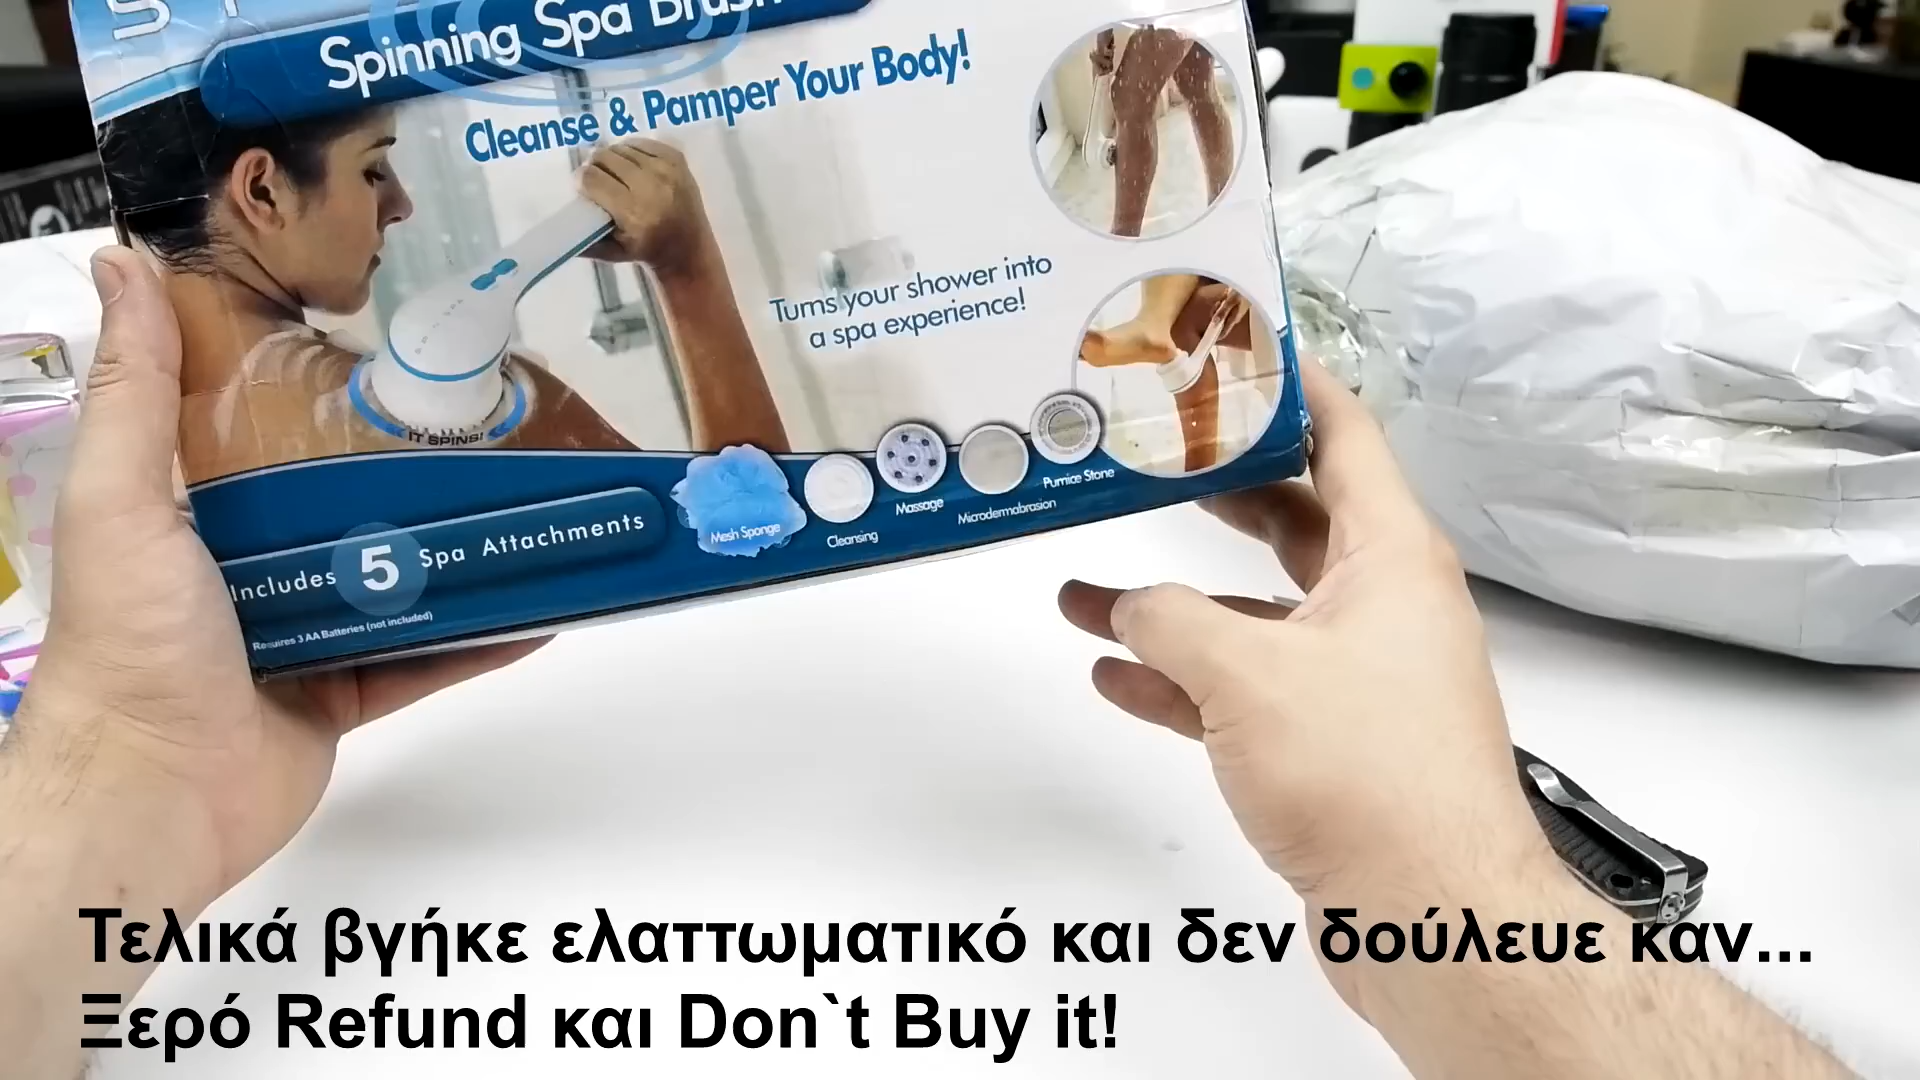 Spinning Spa Brush
Cleanse & Pamper Your Body!
Turns your shower into
a spa experience!
IT SPINS!
Mesh Sponge
Cleansing
Massage
Microdermabrasion
Pumice Stone
Includes 5 Spa Attachments
Requires 3 AA Batteries (not included)
Τελικά βγήκε ελαττωματικό και δεν δούλευε καν...
Ξερό Refund και Don`t Buy it!